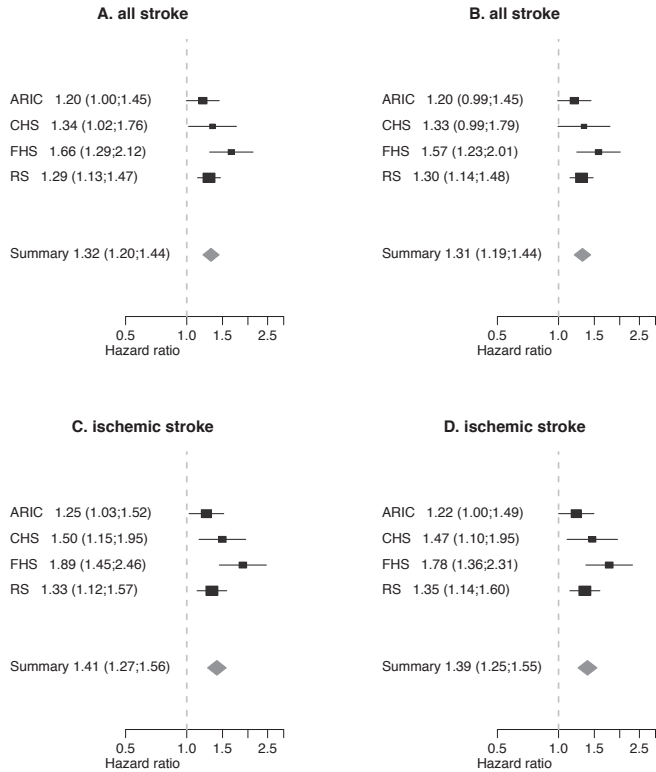 A. all stroke
ARIC 1.20 (1.00;1.45)
CHS 1.34 (1.02;1.76)
FHS 1.66 (1.29;2.12)
RS 1.29 (1.13;1.47)
Summary 1.32 (1.20;1.44)
0.5 1.0 1.5 2.5
Hazard ratio
B. all stroke
ARIC 1.20 (0.99;1.45)
CHS 1.33 (0.99;1.79)
FHS 1.57 (1.23;2.01)
RS 1.30 (1.14;1.48)
Summary 1.31 (1.19;1.44)
0.5 1.0 1.5 2.5
Hazard ratio
C. ischemic stroke
ARIC 1.25 (1.03;1.52)
CHS 1.50 (1.15;1.95)
FHS 1.89 (1.45;2.46)
RS 1.33 (1.12;1.57)
Summary 1.41 (1.27;1.56)
0.5 1.0 1.5 2.5
Hazard ratio
D. ischemic stroke
ARIC 1.22 (1.00;1.49)
CHS 1.47 (1.10;1.95)
FHS 1.78 (1.36;2.31)
RS 1.35 (1.14;1.60)
Summary 1.39 (1.25;1.55)
0.5 1.0 1.5 2.5
Hazard ratio